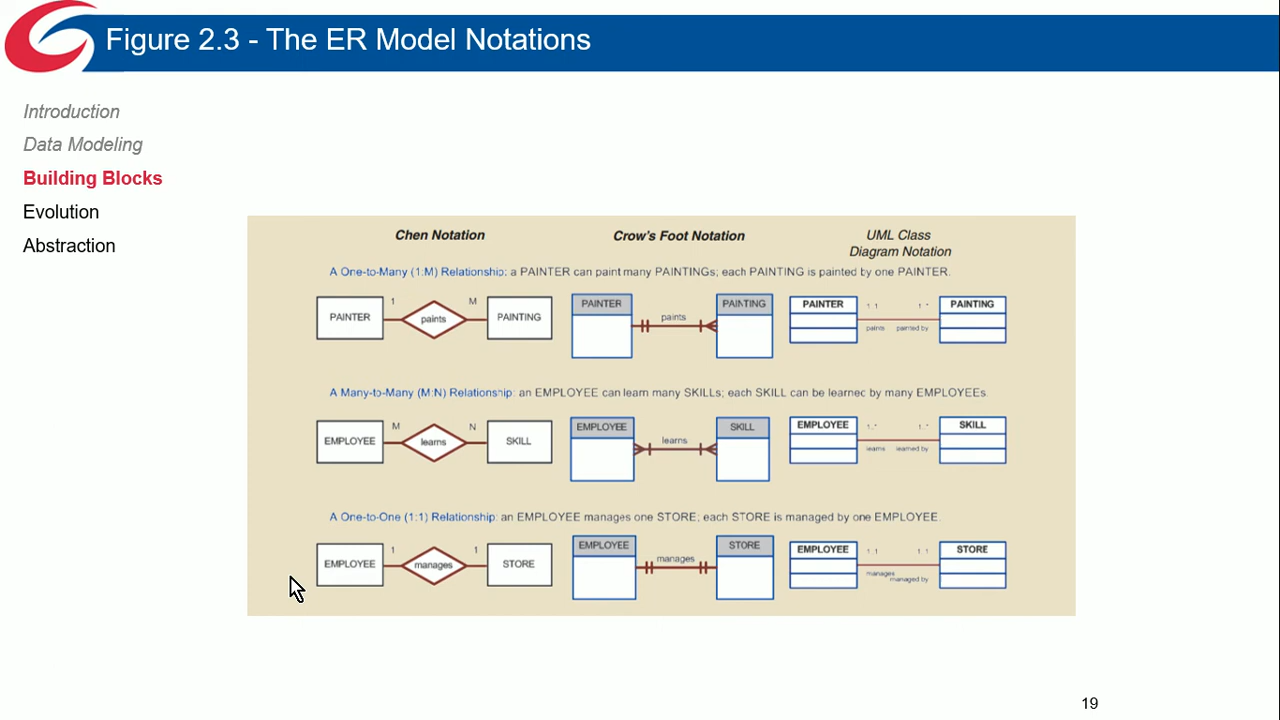 Figure 2.3 - The ER Model Notations
Introduction
Data Modeling
Building Blocks
Evolution
Abstraction
Chen Notation
Crow's Foot Notation
UML Class
Diagram Notation
A One-to-Many (1:M) Relationship: a PAINTER can paint many PAINTINGs; each PAINTING is painted by one PAINTER.
PAINTER 1 paints M PAINTING
PAINTER paints PAINTING
PAINTER 1..1 1..* PAINTING
paints painted by
A Many-to-Many (M:N) Relationship: an EMPLOYEE can learn many SKILLs; each SKILL can be learned by many EMPLOYEEs.
EMPLOYEE M learns N SKILL
EMPLOYEE learns SKILL
EMPLOYEE 1..* 1..* SKILL
learns learned by
A One-to-One (1:1) Relationship: an EMPLOYEE manages one STORE; each STORE is managed by one EMPLOYEE.
EMPLOYEE 1 manages 1 STORE
EMPLOYEE manages STORE
EMPLOYEE 1..1 1..1 STORE
manages managed by
19